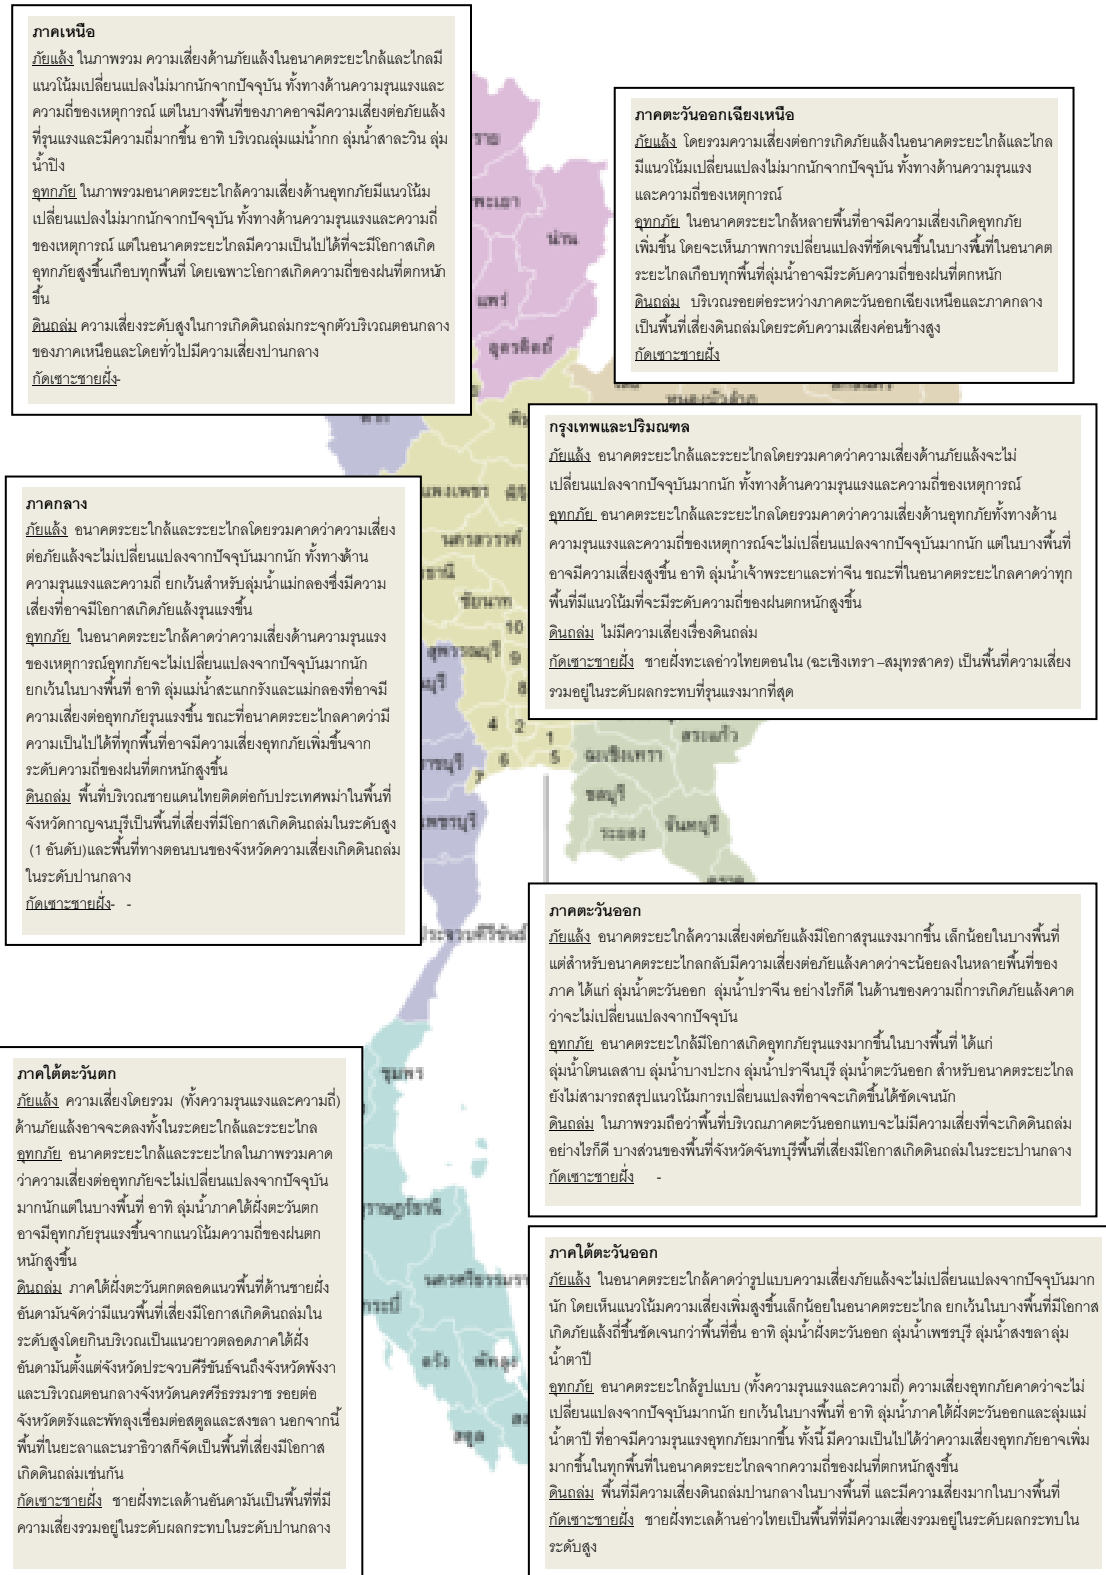 ภาคเหนือ
ภัยแล้ง ในภาพรวม ความเสี่ยงด้านภัยแล้งในอนาคตระยะใกล้และไกลมี
แนวโน้มเปลี่ยนแปลงไม่มากนักจากปัจจุบัน ทั้งทางด้านความรุนแรงและ
ความถี่ของเหตุการณ์ แต่ในบางพื้นที่ของภาคอาจมีความเสี่ยงต่อภัยแล้ง
ที่รุนแรงและมีความถี่มากขึ้น อาทิ บริเวณลุ่มแม่น้ำกก ลุ่มน้ำสาละวิน ลุ่ม
น้ำปิง
อุทกภัย ในภาพรวมอนาคตระยะใกล้ความเสี่ยงด้านอุทกภัยมีแนวโน้ม
เปลี่ยนแปลงไม่มากนักจากปัจจุบัน ทั้งทางด้านความรุนแรงและความถี่
ของเหตุการณ์ แต่ในอนาคตระยะไกลมีความเป็นไปได้ที่จะมีโอกาสเกิด
อุทกภัยสูงขึ้นเกือบทุกพื้นที่ โดยเฉพาะโอกาสเกิดความถี่ของฝนที่ตกหนัก
ขึ้น
ดินถล่ม ความเสี่ยงระดับสูงในการเกิดดินถล่มกระจุกตัวบริเวณตอนกลาง
ของภาคเหนือและโดยทั่วไปมีความเสี่ยงปานกลาง
กัดเซาะชายฝั่ง-
ภาคตะวันออกเฉียงเหนือ
ภัยแล้ง โดยรวมความเสี่ยงต่อการเกิดภัยแล้งในอนาคตระยะใกล้และไกล
มีแนวโน้มเปลี่ยนแปลงไม่มากนักจากปัจจุบัน ทั้งทางด้านความรุนแรง
และความถี่ของเหตุการณ์
อุทกภัย ในอนาคตระยะใกล้หลายพื้นที่อาจมีความเสี่ยงเกิดอุทกภัย
เพิ่มขึ้น โดยจะเห็นภาพการเปลี่ยนแปลงที่ชัดเจนขึ้นในบางพื้นที่ในอนาคต
ระยะไกลเกือบทุกพื้นที่ลุ่มน้ำอาจมีระดับความถี่ของฝนที่ตกหนัก
ดินถล่ม บริเวณรอยต่อระหว่างภาคตะวันออกเฉียงเหนือและภาคกลาง
เป็นพื้นที่เสี่ยงดินถล่มโดยระดับความเสี่ยงค่อนข้างสูง
กัดเซาะชายฝั่ง
น่าน
แพร่
อุตรดิตถ์
กรุงเทพและปริมณฑล
ภัยแล้ง อนาคตระยะใกล้และระยะไกลโดยรวมคาดว่าความเสี่ยงด้านภัยแล้งจะไม่
เปลี่ยนแปลงจากปัจจุบันมากนัก ทั้งทางด้านความรุนแรงและความถี่ของเหตุการณ์
อุทกภัย อนาคตระยะใกล้และระยะไกลโดยรวมคาดว่าความเสี่ยงด้านอุทกภัยทั้งทางด้าน
ความรุนแรงและความถี่ของเหตุการณ์จะไม่เปลี่ยนแปลงจากปัจจุบันมากนัก แต่ในบางพื้นที่
อาจมีความเสี่ยงสูงขึ้น อาทิ ลุ่มน้ำเจ้าพระยาและท่าจีน ขณะที่ในอนาคตระยะไกลคาดว่าทุก
พื้นที่มีแนวโน้มที่จะมีระดับความถี่ของฝนตกหนักสูงขึ้น
ดินถล่ม ไม่มีความเสี่ยงเรื่องดินถล่ม
กัดเซาะชายฝั่ง ชายฝั่งทะเลอ่าวไทยตอนใน (ฉะเชิงเทรา –สมุทรสาคร) เป็นพื้นที่ความเสี่ยง
รวมอยู่ในระดับผลกระทบที่รุนแรงมากที่สุด
ภาคกลาง
ภัยแล้ง อนาคตระยะใกล้และระยะไกลโดยรวมคาดว่าความเสี่ยง
ต่อภัยแล้งจะไม่เปลี่ยนแปลงจากปัจจุบันมากนัก ทั้งทางด้าน
ความรุนแรงและความถี่ ยกเว้นสำหรับลุ่มน้ำแม่กลองซึ่งมีความ
เสี่ยงที่อาจมีโอกาสเกิดภัยแล้งรุนแรงขึ้น
อุทกภัย ในอนาคตระยะใกล้คาดว่าความเสี่ยงด้านความรุนแรง
ของเหตุการณ์อุทกภัยจะไม่เปลี่ยนแปลงจากปัจจุบันมากนัก
ยกเว้นในบางพื้นที่ อาทิ ลุ่มแม่น้ำสะแกกรังและแม่กลองที่อาจมี
ความเสี่ยงต่ออุทกภัยรุนแรงขึ้น ขณะที่อนาคตระยะไกลคาดว่ามี
ความเป็นไปได้ที่ทุกพื้นที่อาจมีความเสี่ยงอุทกภัยเพิ่มขึ้นจาก
ระดับความถี่ของฝนที่ตกหนักสูงขึ้น
ดินถล่ม พื้นที่บริเวณชายแดนไทยติดต่อกับประเทศพม่าในพื้นที่
จังหวัดกาญจนบุรีเป็นพื้นที่เสี่ยงที่มีโอกาสเกิดดินถล่มในระดับสูง
(1 อันดับ)และพื้นที่ทางตอนบนของจังหวัดความเสี่ยงเกิดดินถล่ม
ในระดับปานกลาง
กัดเซาะชายฝั่ง- -
นครสวรรค์
ชัยนาท
10
สุพรรณบุรี 9
8
4 2 1
6 5
7
สระแก้ว
ฉะเชิงเทรา
ชลบุรี
ระยอง จันทบุรี
ตราด
ประจวบคีรีขันธ์
ภาคตะวันออก
ภัยแล้ง อนาคตระยะใกล้ความเสี่ยงต่อภัยแล้งมีโอกาสรุนแรงมากขึ้น เล็กน้อยในบางพื้นที่
แต่สำหรับอนาคตระยะไกลกลับมีความเสี่ยงต่อภัยแล้งคาดว่าจะน้อยลงในหลายพื้นที่ของ
ภาค ได้แก่ ลุ่มน้ำตะวันออก ลุ่มน้ำปราจีน อย่างไรก็ดี ในด้านของความถี่การเกิดภัยแล้งคาด
ว่าจะไม่เปลี่ยนแปลงจากปัจจุบัน
อุทกภัย อนาคตระยะใกล้มีโอกาสเกิดอุทกภัยรุนแรงมากขึ้นในบางพื้นที่ ได้แก่
ลุ่มน้ำโตนเลสาบ ลุ่มน้ำบางปะกง ลุ่มน้ำปราจีนบุรี ลุ่มน้ำตะวันออก สำหรับอนาคตระยะไกล
ยังไม่สามารถสรุปแนวโน้มการเปลี่ยนแปลงที่อาจจะเกิดขึ้นได้ชัดเจนนัก
ดินถล่ม ในภาพรวมถือว่าพื้นที่บริเวณภาคตะวันออกแทบจะไม่มีความเสี่ยงที่จะเกิดดินถล่ม
อย่างไรก็ดี บางส่วนของพื้นที่จังหวัดจันทบุรีพื้นที่เสี่ยงมีโอกาสเกิดดินถล่มในระยะปานกลาง
กัดเซาะชายฝั่ง -
ภาคใต้ตะวันตก
ภัยแล้ง ความเสี่ยงโดยรวม (ทั้งความรุนแรงและความถี่)
ด้านภัยแล้งอาจจะดลงทั้งในระดยะใกล้และระยะไกล
อุทกภัย อนาคตระยะใกล้และระยะไกลในภาพรวมคาด
ว่าความเสี่ยงต่ออุทกภัยจะไม่เปลี่ยนแปลงจากปัจจุบัน
มากนักแต่ในบางพื้นที่ อาทิ ลุ่มน้ำภาคใต้ฝั่งตะวันตก
อาจมีอุทกภัยรุนแรงขึ้นจากแนวโน้มความถี่ของฝนตก
หนักสูงขึ้น
ดินถล่ม ภาคใต้ฝั่งตะวันตกตลอดแนวพื้นที่ด้านชายฝั่ง
อันดามันจัดว่ามีแนวพื้นที่เสี่ยงมีโอกาสเกิดดินถล่มใน
ระดับสูงโดยกินบริเวณเป็นแนวยาวตลอดภาคใต้ฝั่ง
อันดามันตั้งแต่จังหวัดประจวบคีรีขันธ์จนถึงจังหวัดพังงา
และบริเวณตอนกลางจังหวัดนครศรีธรรมราช รอยต่อ
จังหวัดตรังและพัทลุงเชื่อมต่อสตูลและสงขลา นอกจากนี้
พื้นที่ในยะลาและนราธิวาสก็จัดเป็นพื้นที่เสี่ยงมีโอกาส
เกิดดินถล่มเช่นกัน
กัดเซาะชายฝั่ง ชายฝั่งทะเลด้านอันดามันเป็นพื้นที่ที่มี
ความเสี่ยงรวมอยู่ในระดับผลกระทบในระดับปานกลาง
ชุมพร
ตรัง พัทลุง
สตูล
ภาคใต้ตะวันออก
ภัยแล้ง ในอนาคตระยะใกล้คาดว่ารูปแบบความเสี่ยงภัยแล้งจะไม่เปลี่ยนแปลงจากปัจจุบันมาก
นัก โดยเห็นแนวโน้มความเสี่ยงเพิ่มสูงขึ้นเล็กน้อยในอนาคตระยะไกล ยกเว้นในบางพื้นที่มีโอกาส
เกิดภัยแล้งถี่ขึ้นชัดเจนกว่าพื้นที่อื่น อาทิ ลุ่มน้ำฝั่งตะวันออก ลุ่มน้ำเพชรบุรี ลุ่มน้ำสงขลา ลุ่ม
น้ำตาปี
อุทกภัย อนาคตระยะใกล้รูปแบบ (ทั้งความรุนแรงและความถี่) ความเสี่ยงอุทกภัยคาดว่าจะไม่
เปลี่ยนแปลงจากปัจจุบันมากนัก ยกเว้นในบางพื้นที่ อาทิ ลุ่มน้ำภาคใต้ฝั่งตะวันออกและลุ่มแม่
น้ำตาปี ที่อาจมีความรุนแรงอุทกภัยมากขึ้น ทั้งนี้ มีความเป็นไปได้ว่าความเสี่ยงอุทกภัยอาจเพิ่ม
มากขึ้นในทุกพื้นที่ในอนาคตระยะไกลจากความถี่ของฝนที่ตกหนักสูงขึ้น
ดินถล่ม พื้นที่มีความเสี่ยงดินถล่มปานกลางในบางพื้นที่ และมีความเสี่ยงมากในบางพื้นที่
กัดเซาะชายฝั่ง ชายฝั่งทะเลด้านอ่าวไทยเป็นพื้นที่ที่มีความเสี่ยงรวมอยู่ในระดับผลกระทบใน
ระดับสูง